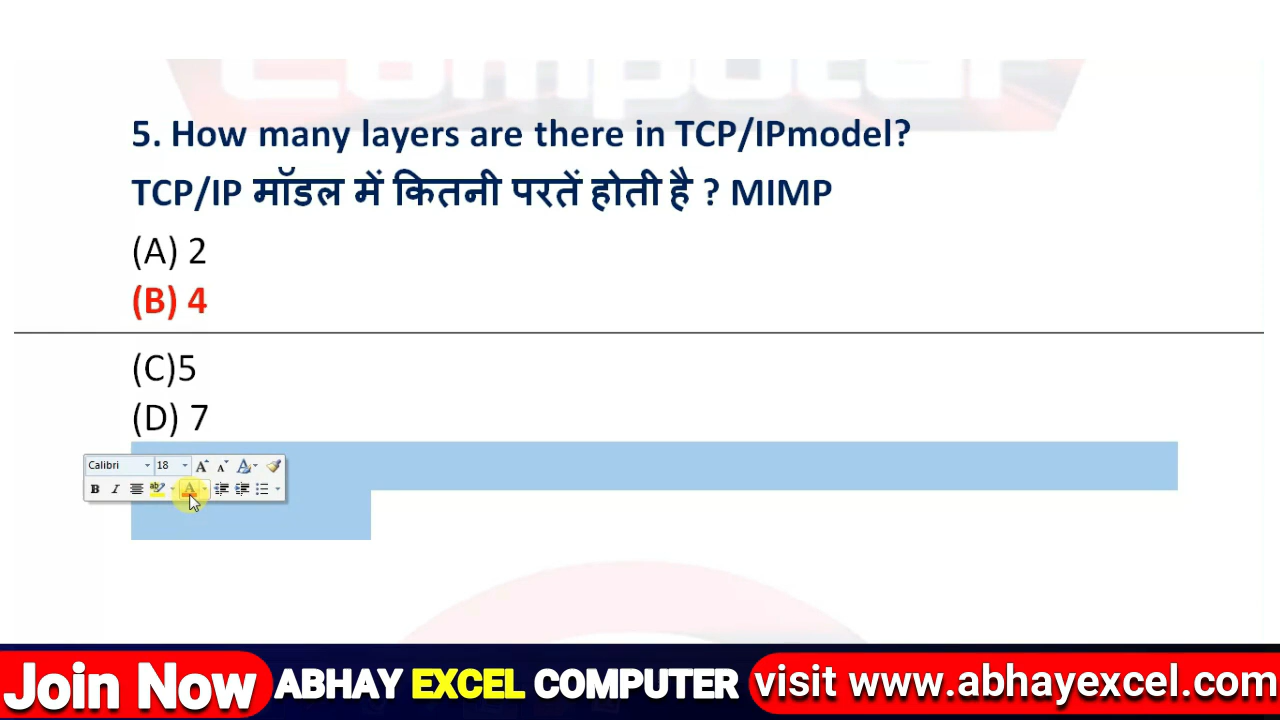 Computer
5. How many layers are there in TCP/IPmodel?
TCP/IP मॉडल में कितनी परतें होती है ? MIMP
(A) 2
(B) 4
(C)5
(D) 7
Calibri 18
Join Now ABHAY EXCEL COMPUTER visit www.abhayexcel.com